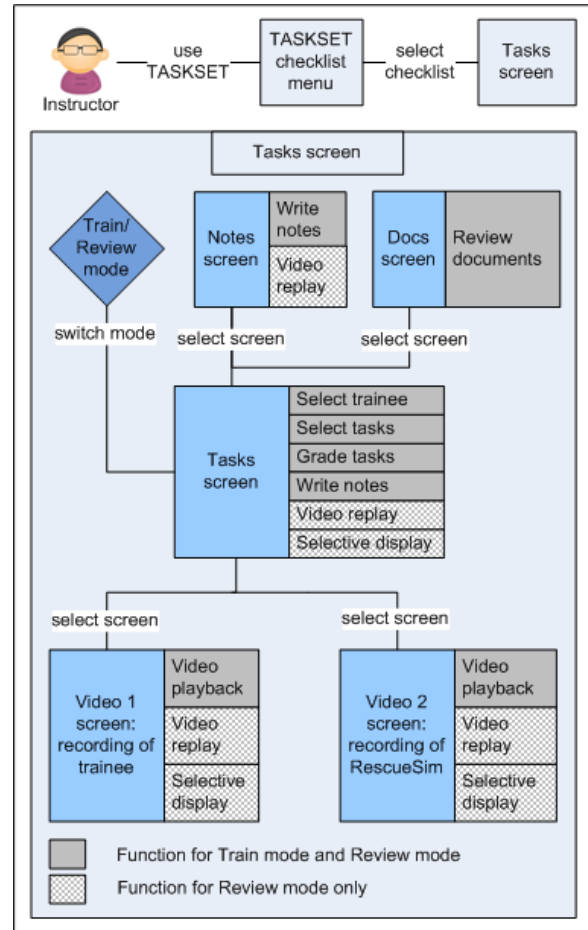 use
TASKSET
TASKSET
checklist
menu
select
checklist
Tasks
screen
Instructor
Tasks screen
Train/
Review
mode
Notes
screen
Write
notes
Video
replay
Docs
screen
Review
documents
switch mode
select screen
select screen
Tasks
screen
Select trainee
Select tasks
Grade tasks
Write notes
Video replay
Selective display
select screen
select screen
Video 1
screen:
recording of
trainee
Video
playback
Video
replay
Selective
display
Video 2
screen:
recording of
RescueSim
Video
playback
Video
replay
Selective
display
Function for Train mode and Review mode
Function for Review mode only